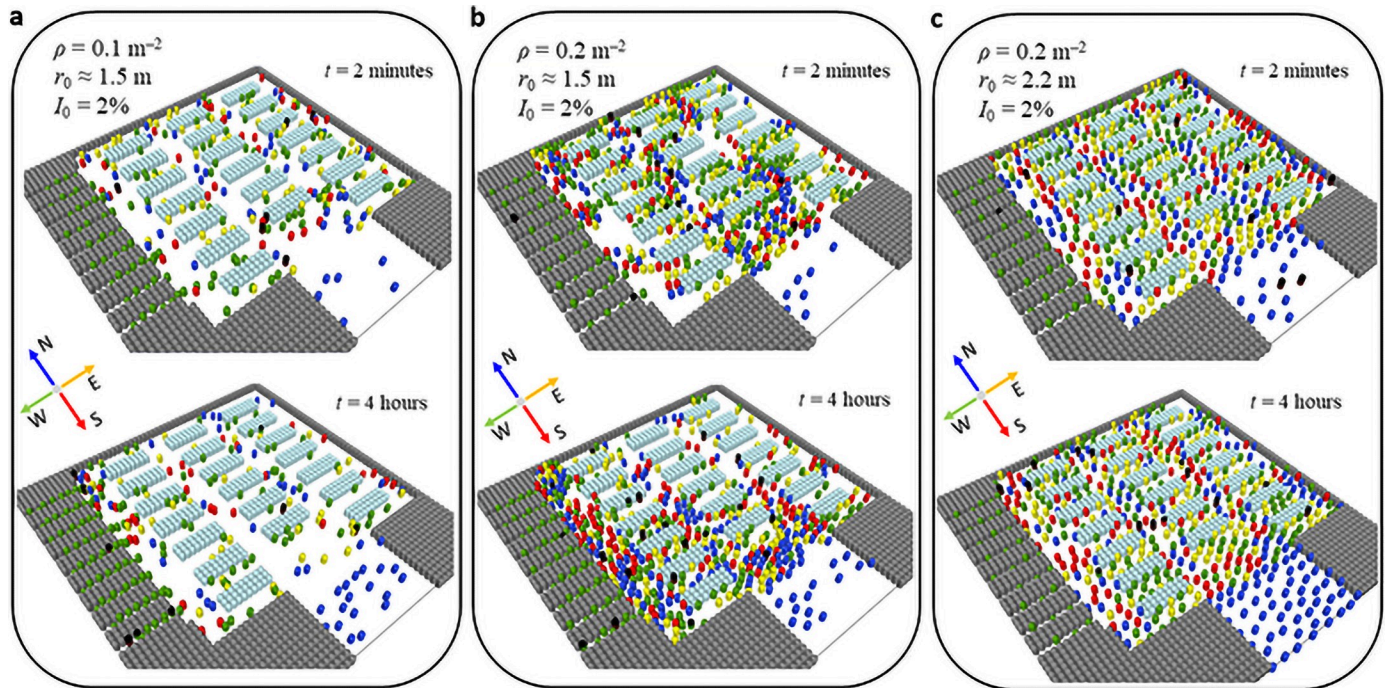 a
ρ = 0.1 m⁻²
r₀ ≈ 1.5 m
I₀ = 2%
t = 2 minutes
N
E
W
S
t = 4 hours
b
ρ = 0.2 m⁻²
r₀ ≈ 1.5 m
I₀ = 2%
t = 2 minutes
N
E
W
S
t = 4 hours
c
ρ = 0.2 m⁻²
r₀ ≈ 2.2 m
I₀ = 2%
t = 2 minutes
N
E
W
S
t = 4 hours